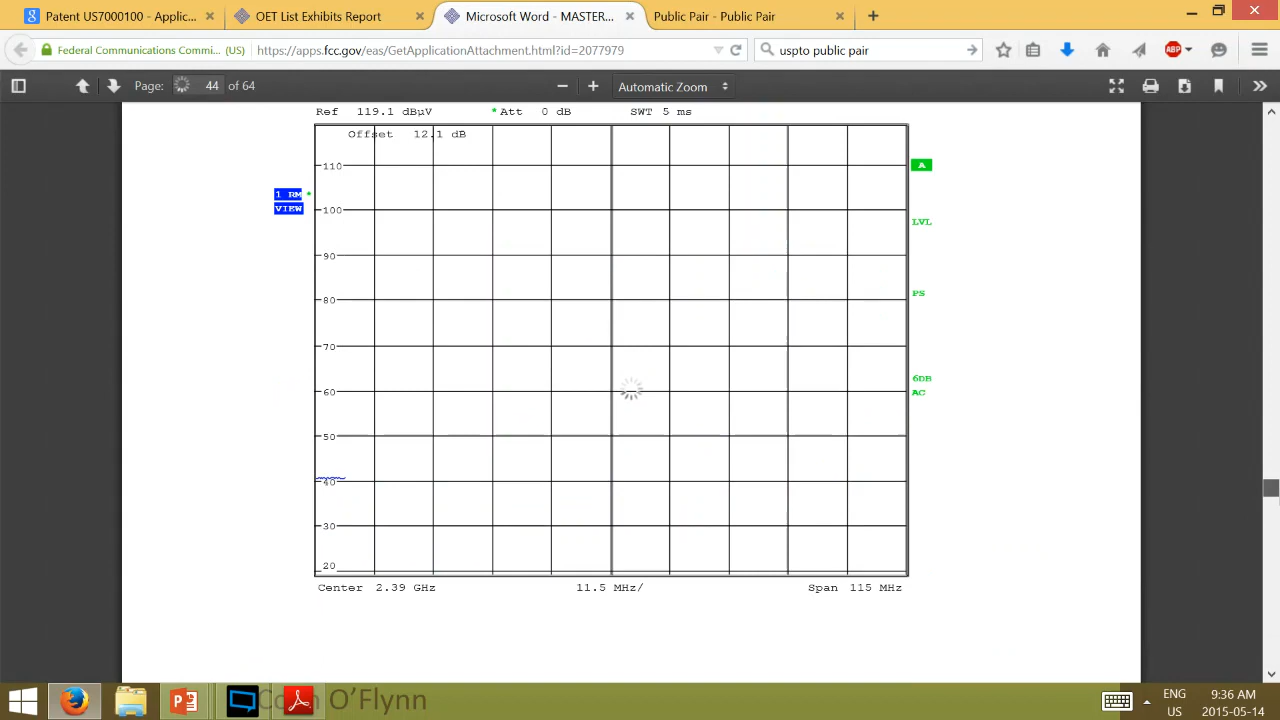 Patent US7000100 - Applic...
OET List Exhibits Report
Microsoft Word - MASTER...
Public Pair - Public Pair
Federal Communications Commi... (US)
https://apps.fcc.gov/eas/GetApplicationAttachment.html?id=2077979
uspto public pair
ABP
Page: 44 of 64
Automatic Zoom
Ref 119.1 dBµV
* Att 0 dB
SWT 5 ms
Offset 12.1 dB
110
A
1 RM *
VIEW
100
LVL
90
PS
80
70
6DB
60
AC
50
40
30
20
Center 2.39 GHz
11.5 MHz/
Span 115 MHz
O'Flynn
ENG
US
9:36 AM
2015-05-14